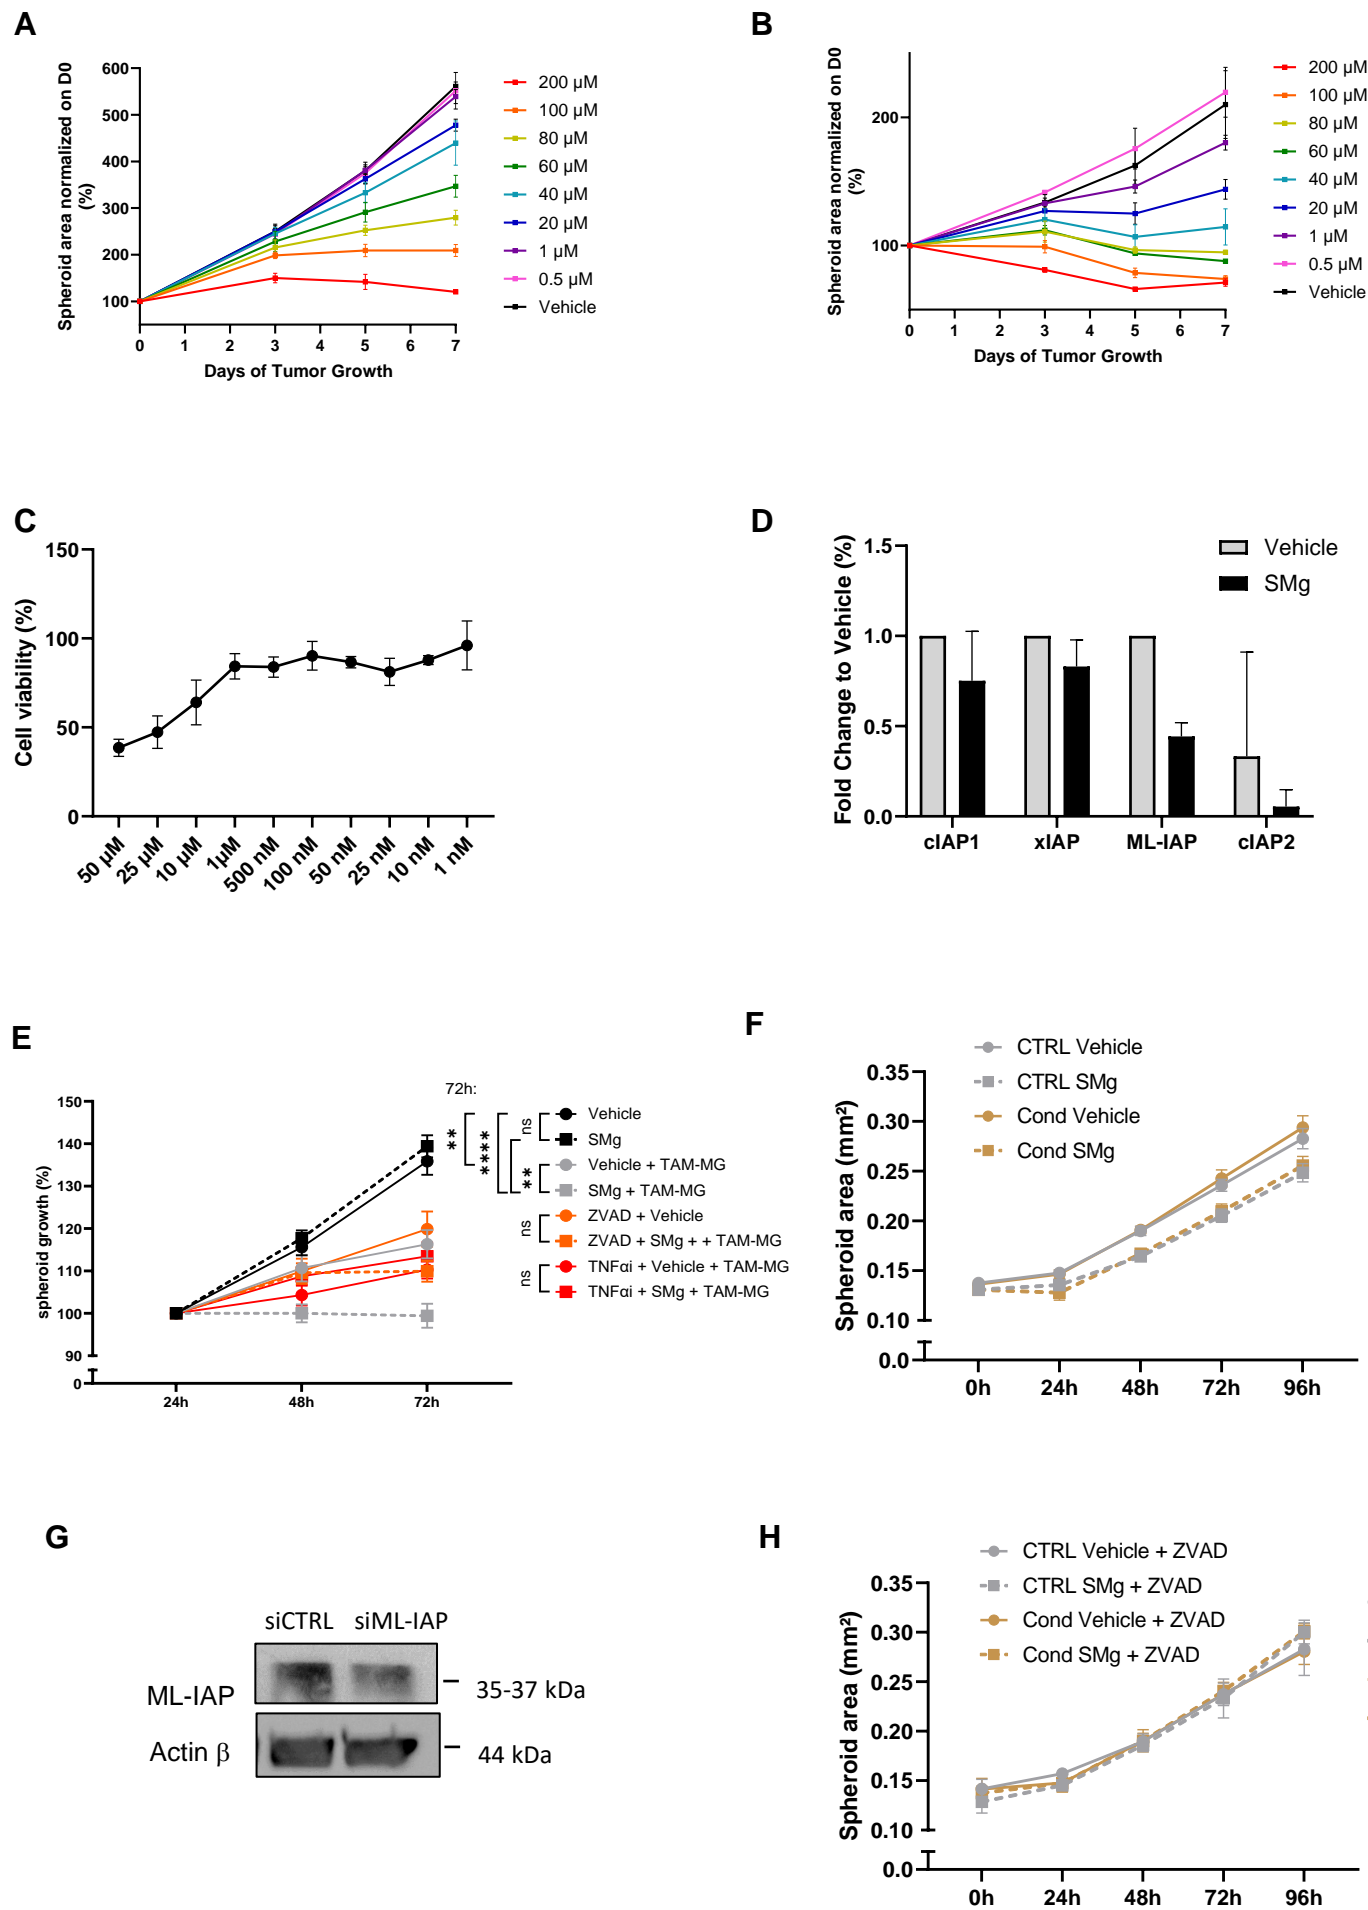 A
Spheroid area normalized on D0
(%)
600
500
400
300
200
100
0 1 2 3 4 5 6 7
Days of Tumor Growth
200 µM
100 µM
80 µM
60 µM
40 µM
20 µM
1 µM
0.5 µM
Vehicle
B
Spheroid area normalized on D0
(%)
200
100
0 1 2 3 4 5 6 7
Days of Tumor Growth
200 µM
100 µM
80 µM
60 µM
40 µM
20 µM
1 µM
0.5 µM
Vehicle
C
Cell viability (%)
150
100
50
0
50 µM
25 µM
10 µM
1µM
500 nM
100 nM
50 nM
25 nM
10 nM
1 nM
D
Fold Change to Vehicle (%)
1.5
1.0
0.5
0.0
cIAP1 xIAP ML-IAP cIAP2
Vehicle
SMg
E
spheroid growth (%)
150
140
130
120
110
100
90
0
24h 48h 72h
72h:
**
****
**
ns
ns
ns
Vehicle
SMg
Vehicle + TAM-MG
SMg + TAM-MG
ZVAD + Vehicle
ZVAD + SMg + + TAM-MG
TNFαi + Vehicle + TAM-MG
TNFαi + SMg + TAM-MG
F
CTRL Vehicle
CTRL SMg
Cond Vehicle
Cond SMg
Spheroid area (mm²)
0.35
0.30
0.25
0.20
0.15
0.10
0.0
0h 24h 48h 72h 96h
G
siCTRL siML-IAP
ML-IAP
35-37 kDa
Actin β
44 kDa
H
CTRL Vehicle + ZVAD
CTRL SMg + ZVAD
Cond Vehicle + ZVAD
Cond SMg + ZVAD
Spheroid area (mm²)
0.35
0.30
0.25
0.20
0.15
0.10
0.0
0h 24h 48h 72h 96h